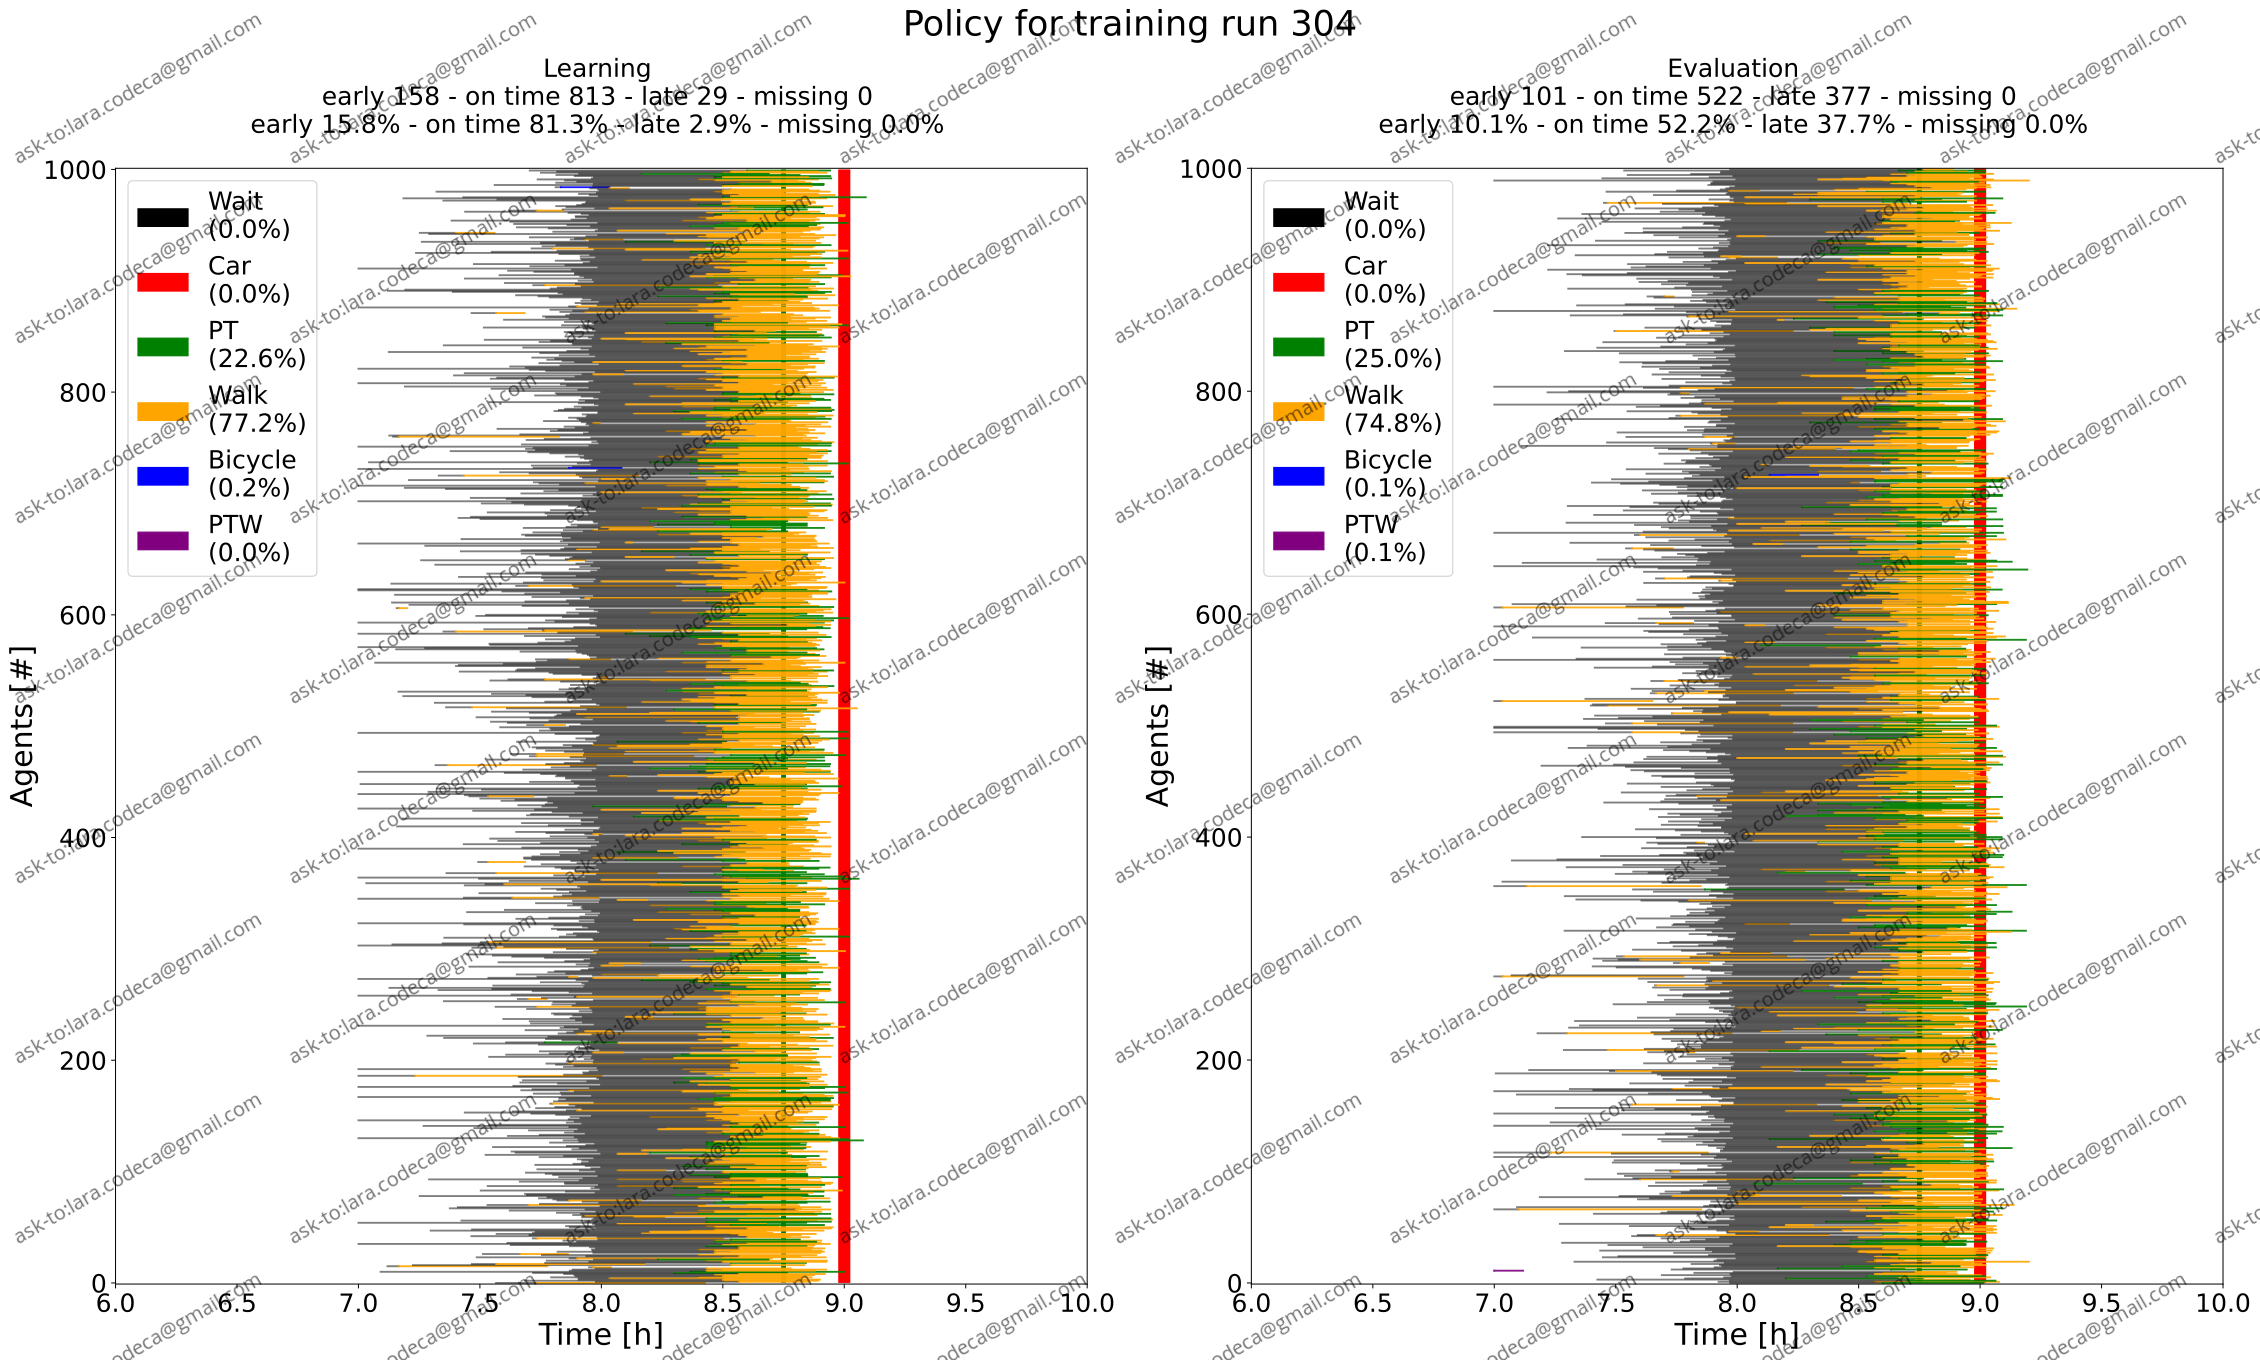 Policy for training run 304
Learning
early 158 - on time 813 - late 29 - missing 0
early 15.8% - on time 81.3% - late 2.9% - missing 0.0%
Agents [#]
1000
800
600
400
200
0
Wait
(0.0%)
Car
(0.0%)
PT
(22.6%)
Walk
(77.2%)
Bicycle
(0.2%)
PTW
(0.0%)
6.0 6.5 7.0 7.5 8.0 8.5 9.0 9.5 10.0
Time [h]
Evaluation
early 101 - on time 522 - late 377 - missing 0
early 10.1% - on time 52.2% - late 37.7% - missing 0.0%
Agents [#]
1000
800
600
400
200
0
Wait
(0.0%)
Car
(0.0%)
PT
(25.0%)
Walk
(74.8%)
Bicycle
(0.1%)
PTW
(0.1%)
6.0 6.5 7.0 7.5 8.0 8.5 9.0 9.5 10.0
Time [h]
ask-to:lara.codeca@gmail.com